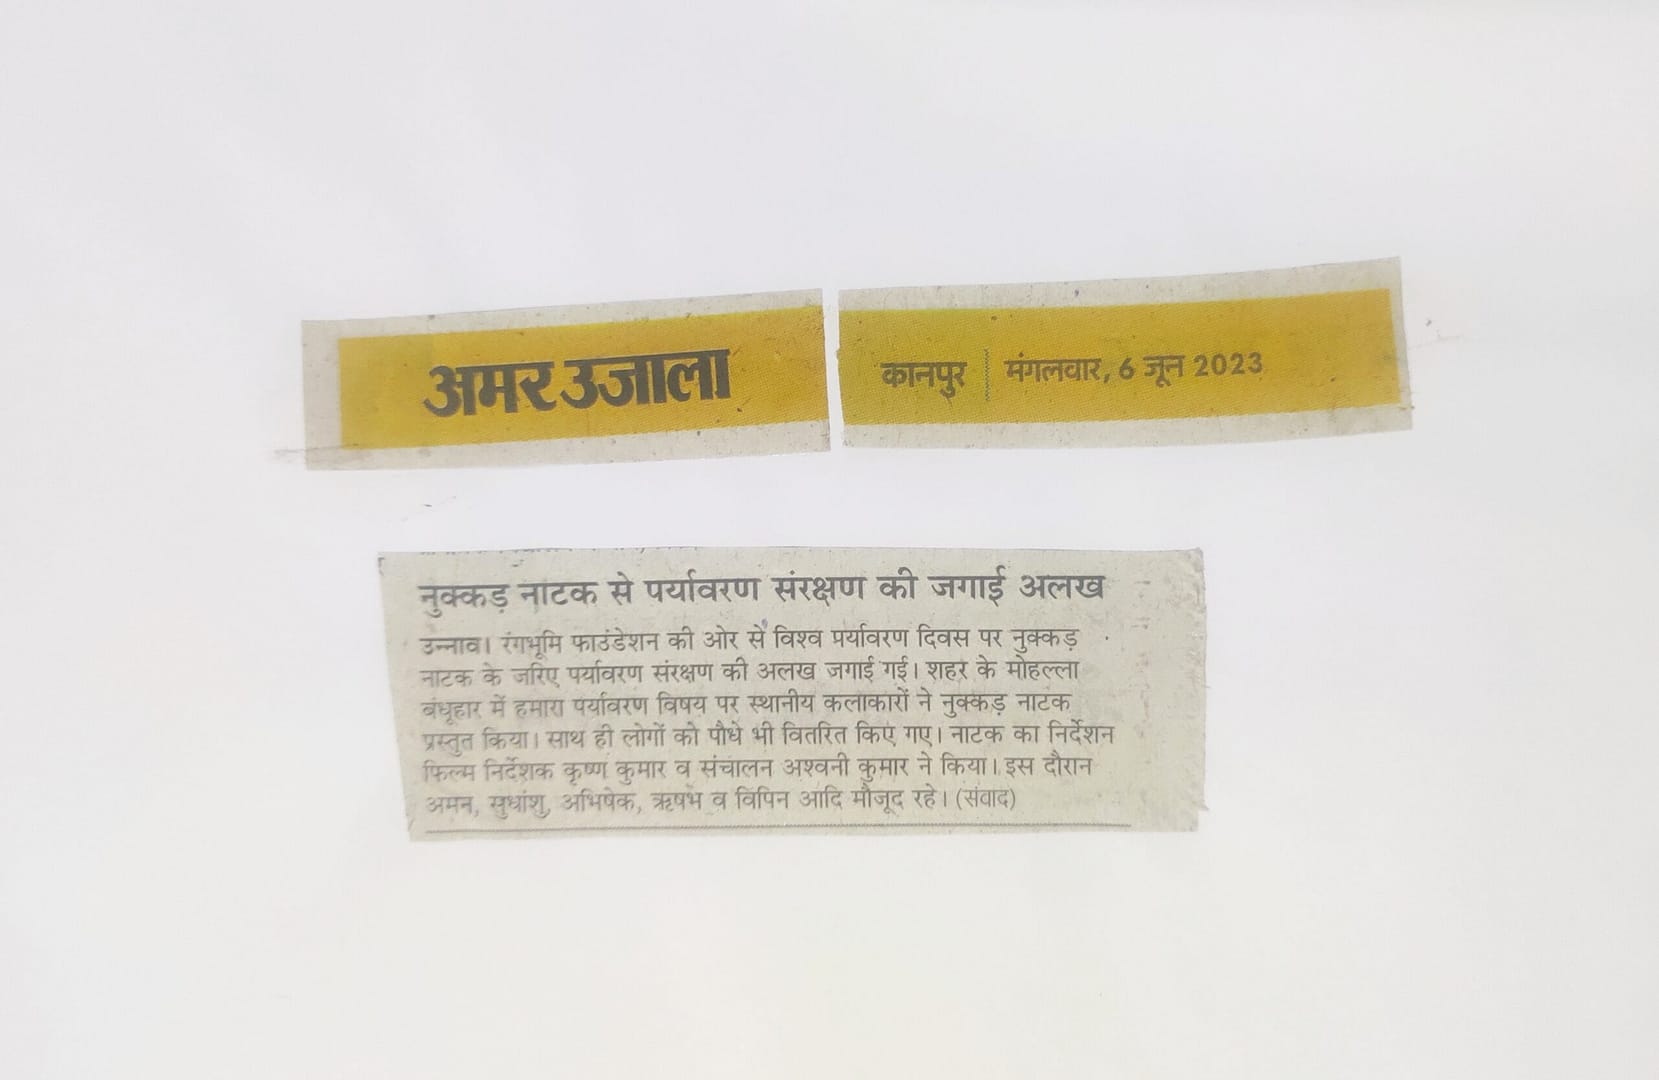 अमर उजाला
कानपुर | मंगलवार, 6 जून 2023
नुक्कड़ नाटक से पर्यावरण संरक्षण की जगाई अलख
उन्नाव। रंगभूमि फाउंडेशन की ओर से विश्व पर्यावरण दिवस पर नुक्कड़
नाटक के जरिए पर्यावरण संरक्षण की अलख जगाई गई। शहर के मोहल्ला
बंधूहार में हमारा पर्यावरण विषय पर स्थानीय कलाकारों ने नुक्कड़ नाटक
प्रस्तुत किया। साथ ही लोगों को पौधे भी वितरित किए गए। नाटक का निर्देशन
फिल्म निर्देशक कृष्ण कुमार व संचालन अश्वनी कुमार ने किया। इस दौरान
अमन, सुधांशु, अभिषेक, ऋषभ व विपिन आदि मौजूद रहे। (संवाद)